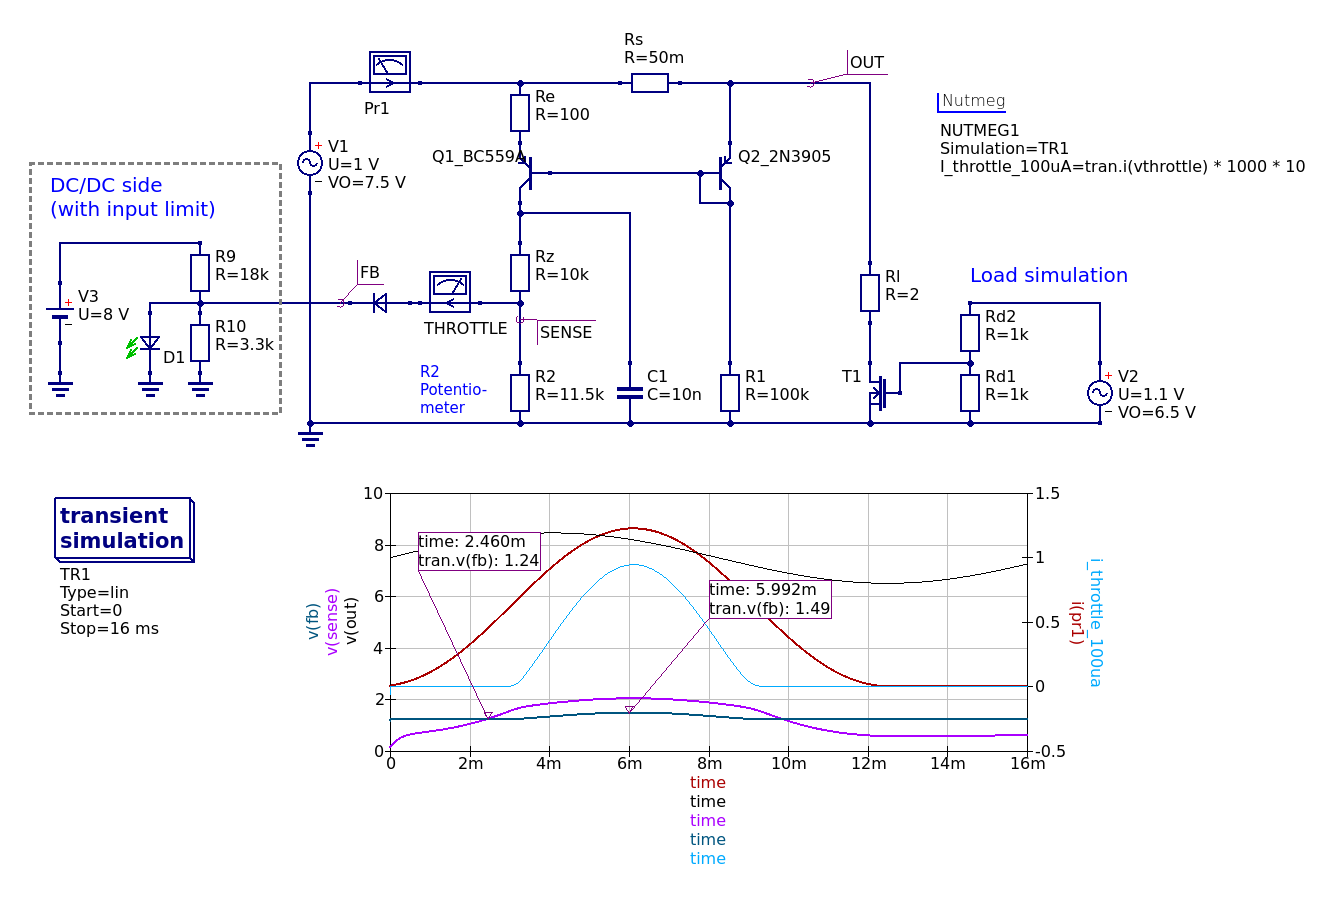 Rs
R=50m
OUT
Pr1
Re
R=100
Nutmeg
NUTMEG1
Simulation=TR1
I_throttle_100uA=tran.i(vthrottle) * 1000 * 10
V1
U=1 V
VO=7.5 V
Q1_BC559A
Q2_2N3905
DC/DC side
(with input limit)
R9
R=18k
FB
Rz
R=10k
Rl
R=2
Load simulation
V3
U=8 V
R10
R=3.3k
D1
THROTTLE
SENSE
Rd2
R=1k
R2
Potentio-
meter
R2
R=11.5k
C1
C=10n
R1
R=100k
T1
Rd1
R=1k
V2
U=1.1 V
VO=6.5 V
transient
simulation
TR1
Type=lin
Start=0
Stop=16 ms
v(fb)
v(sense)
v(out)
10
8
6
4
2
0
time: 2.460m
tran.v(fb): 1.24
time: 5.992m
tran.v(fb): 1.49
1.5
1
0.5
0
-0.5
i(pr1)
i_throttle_100ua
0
2m
4m
6m
8m
10m
12m
14m
16m
time
time
time
time
time